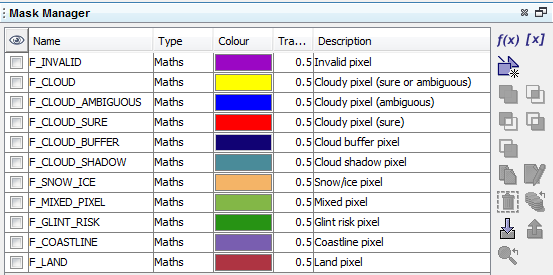 Mask Manager
Name Type Colour Tra... Description
F_INVALID Maths 0.5 Invalid pixel
F_CLOUD Maths 0.5 Cloudy pixel (sure or ambiguous)
F_CLOUD_AMBIGUOUS Maths 0.5 Cloudy pixel (ambiguous)
F_CLOUD_SURE Maths 0.5 Cloudy pixel (sure)
F_CLOUD_BUFFER Maths 0.5 Cloud buffer pixel
F_CLOUD_SHADOW Maths 0.5 Cloud shadow pixel
F_SNOW_ICE Maths 0.5 Snow/ice pixel
F_MIXED_PIXEL Maths 0.5 Mixed pixel
F_GLINT_RISK Maths 0.5 Glint risk pixel
F_COASTLINE Maths 0.5 Coastline pixel
F_LAND Maths 0.5 Land pixel
f(x) [x]